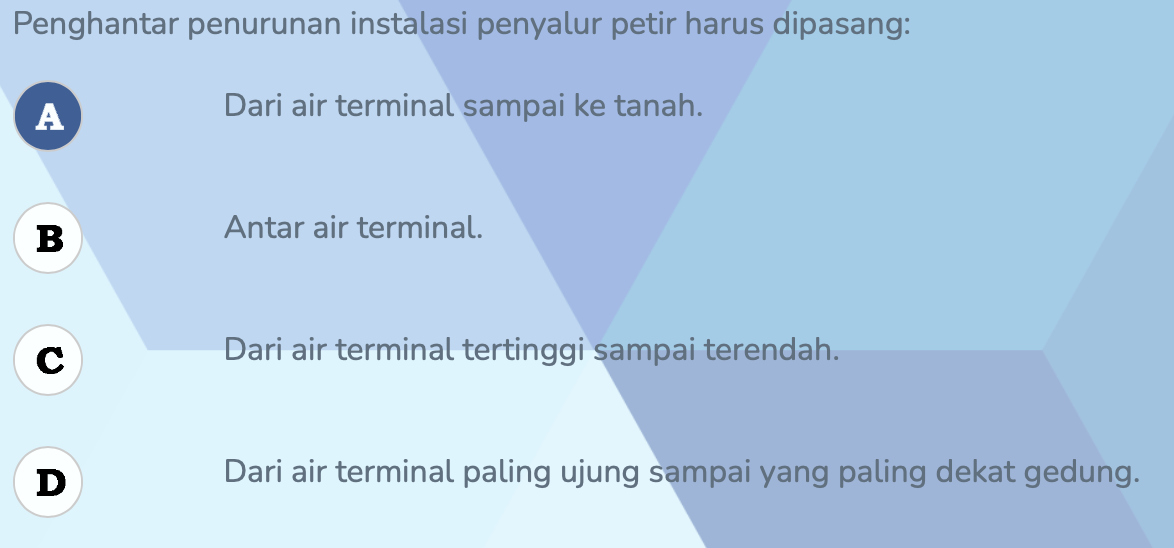 Penghantar penurunan instalasi penyalur petir harus dipasang:
A Dari air terminal sampai ke tanah.
B Antar air terminal.
C Dari air terminal tertinggi sampai terendah.
D Dari air terminal paling ujung sampai yang paling dekat gedung.